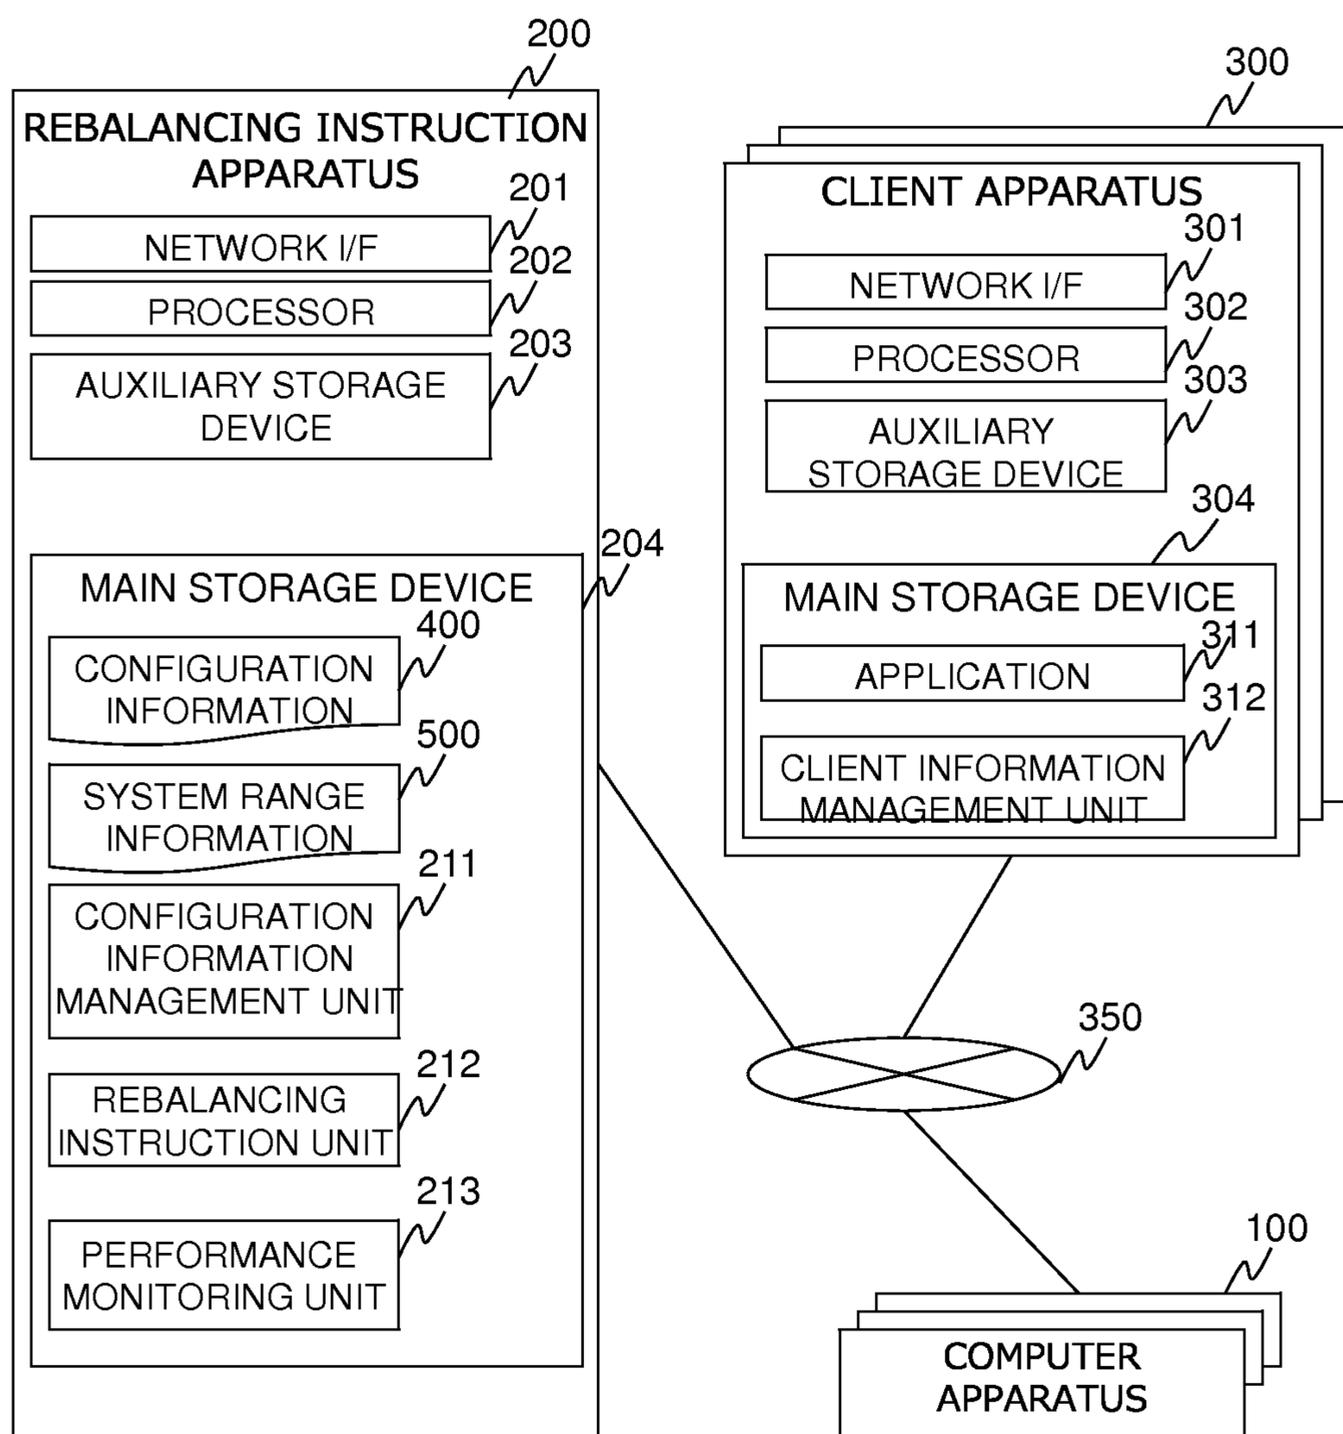 200
REBALANCING INSTRUCTION
APPARATUS
201
NETWORK I/F
202
PROCESSOR
203
AUXILIARY STORAGE
DEVICE
204
MAIN STORAGE DEVICE
400
CONFIGURATION
INFORMATION
500
SYSTEM RANGE
INFORMATION
211
CONFIGURATION
INFORMATION
MANAGEMENT UNIT
212
REBALANCING
INSTRUCTION UNIT
213
PERFORMANCE
MONITORING UNIT
300
CLIENT APPARATUS
301
NETWORK I/F
302
PROCESSOR
303
AUXILIARY
STORAGE DEVICE
304
MAIN STORAGE DEVICE
311
APPLICATION
312
CLIENT INFORMATION
MANAGEMENT UNIT
350
100
COMPUTER
APPARATUS